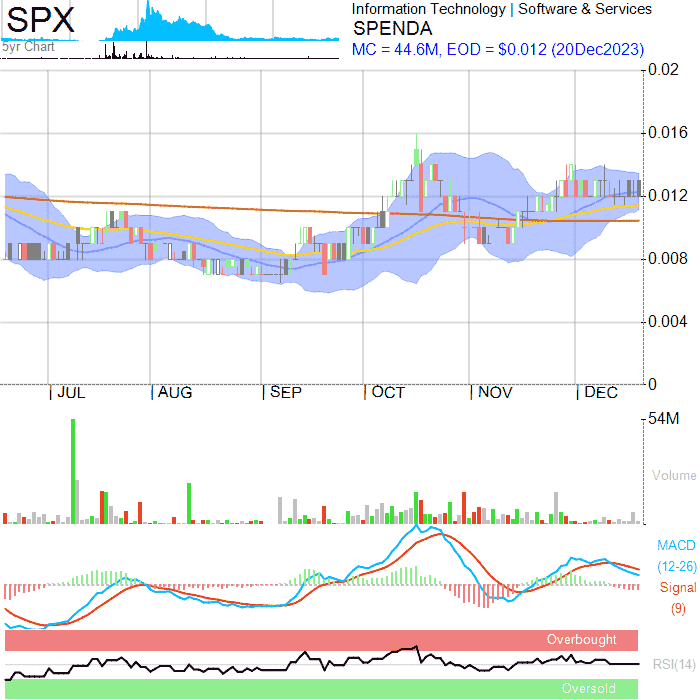 SPX
5yr Chart
Information Technology | Software & Services
SPENDA
MC = 44.6M, EOD = $0.012 (20Dec2023)
0.02
0.016
0.012
0.008
0.004
0
JUL AUG SEP OCT NOV DEC
54M
Volume
MACD
(12-26)
Signal
(9)
Overbought
RSI(14)
Oversold